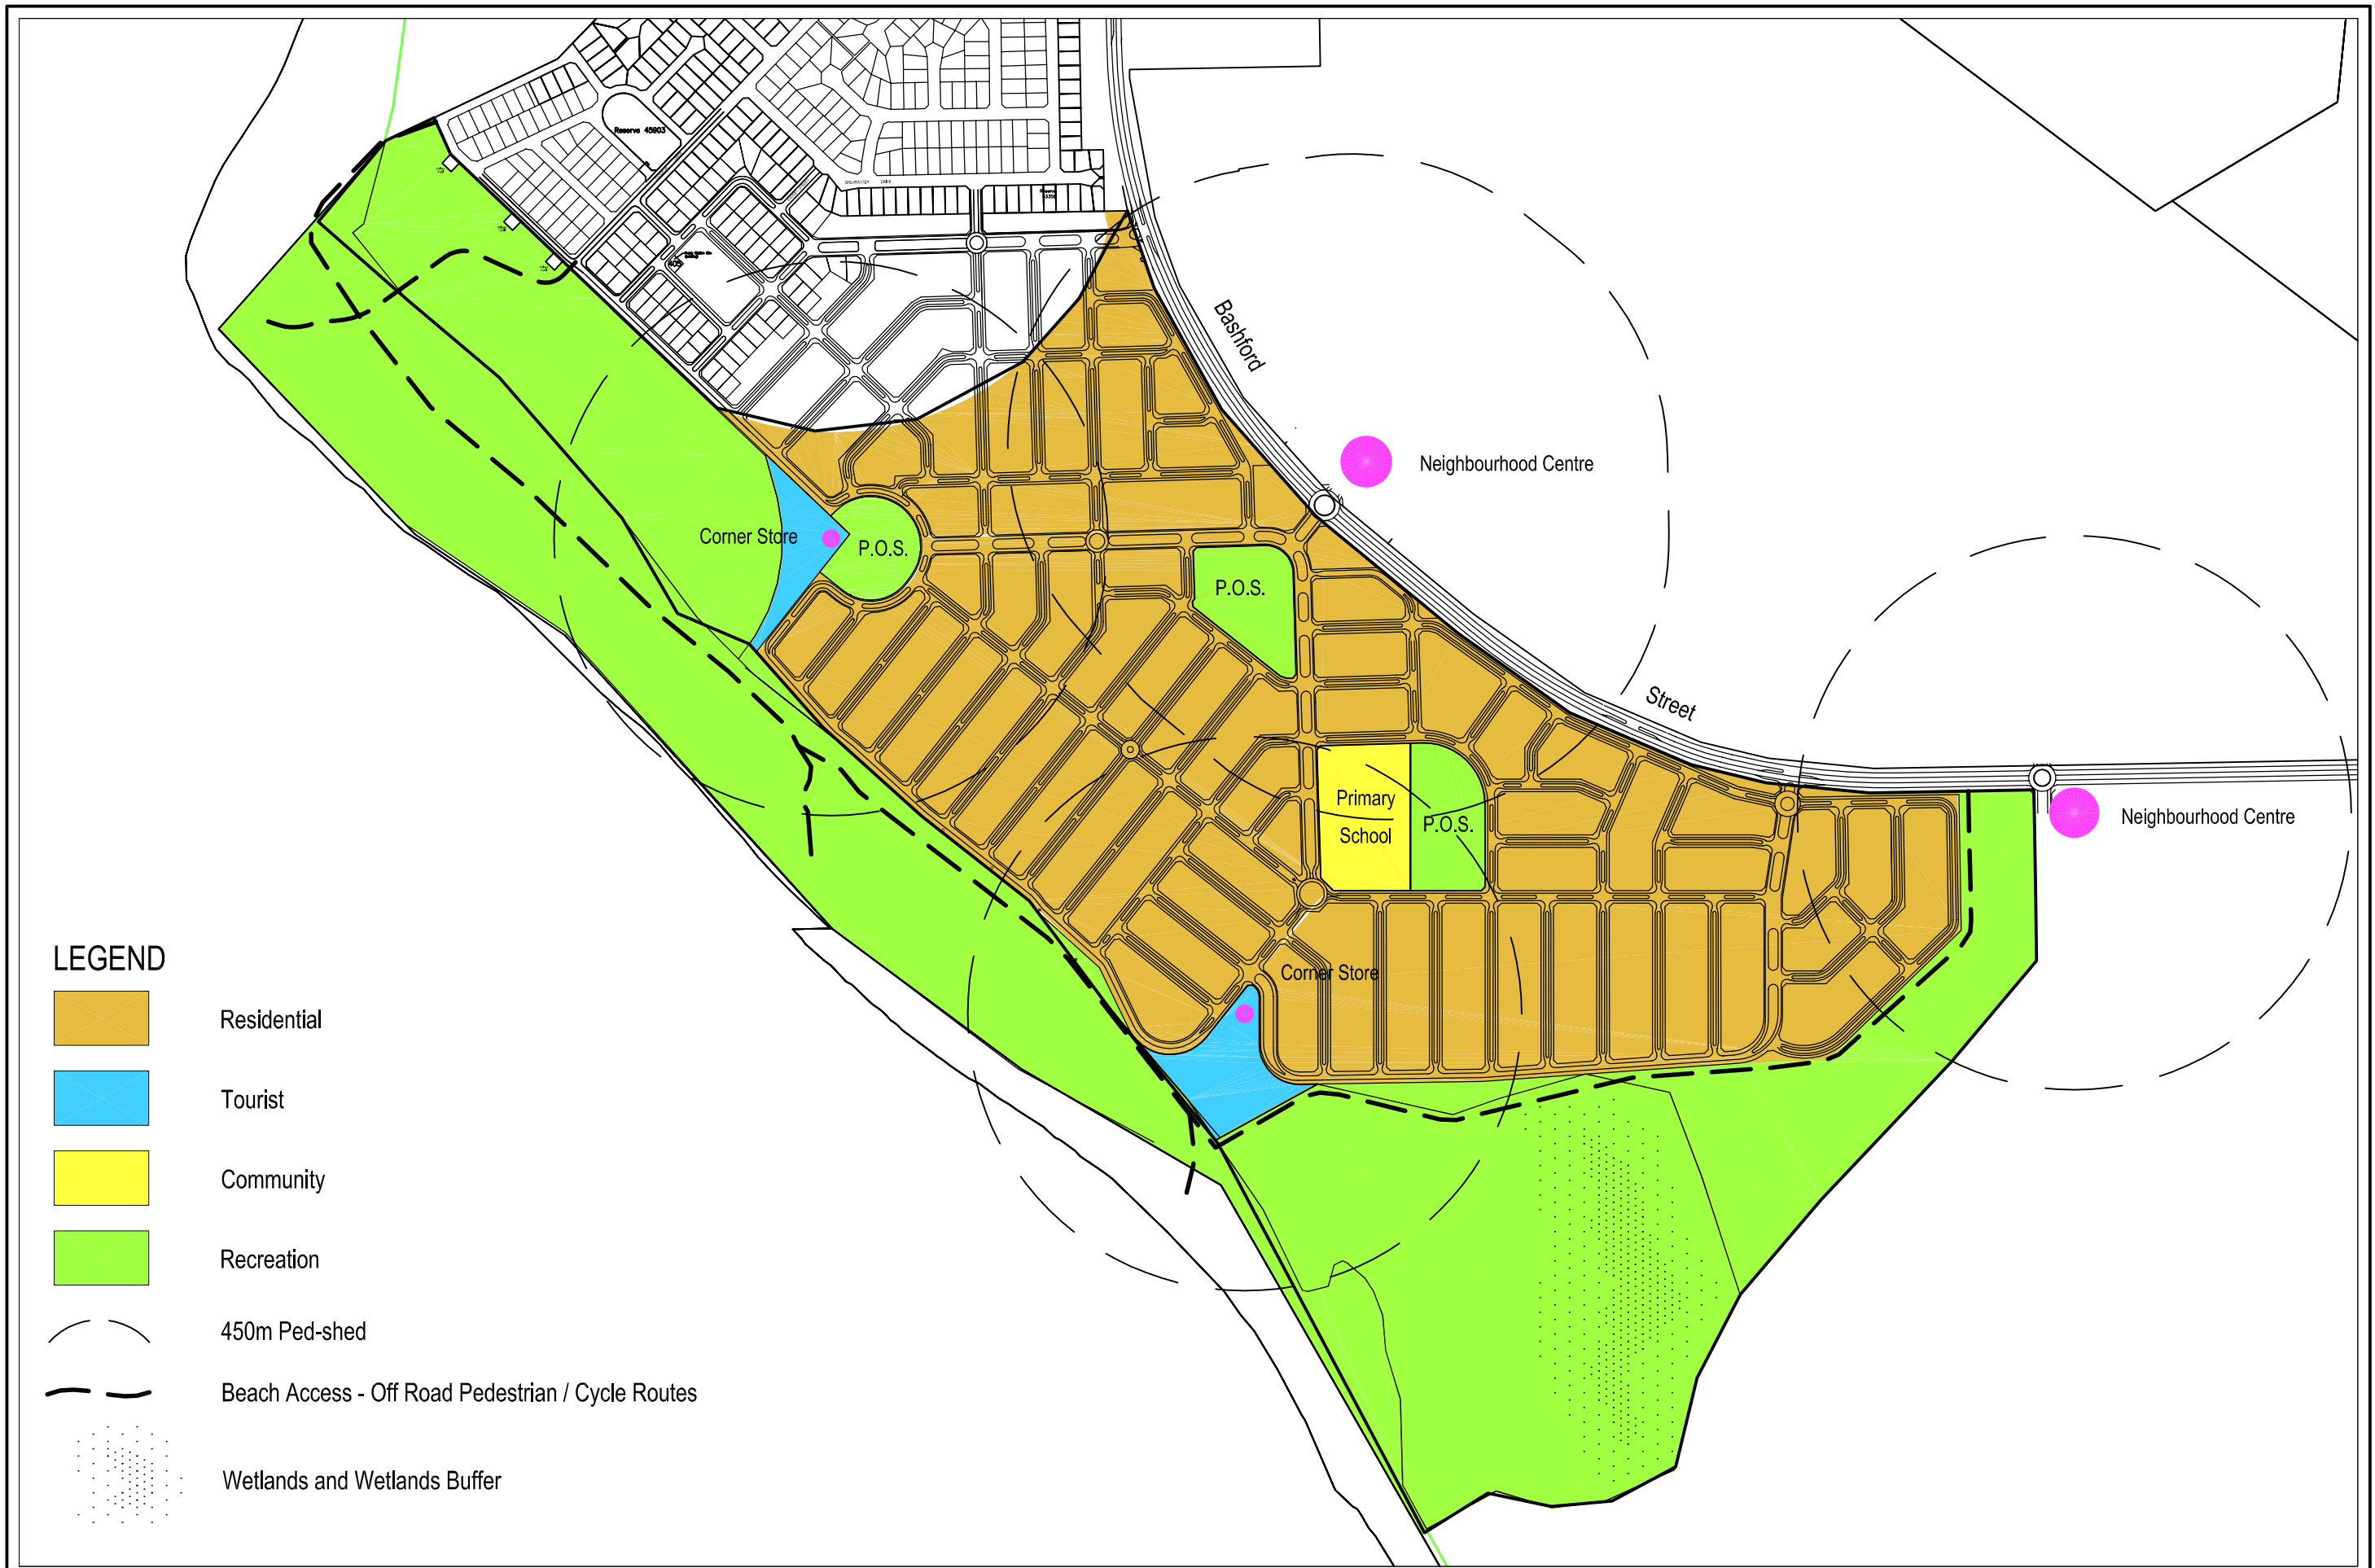 Reserve 45903
Bashford
Neighbourhood Centre
Corner Store
P.O.S.
P.O.S.
Street
Primary
School
P.O.S.
Neighbourhood Centre
Corner Store
LEGEND
Residential
Tourist
Community
Recreation
450m Ped-shed
Beach Access - Off Road Pedestrian / Cycle Routes
Wetlands and Wetlands Buffer